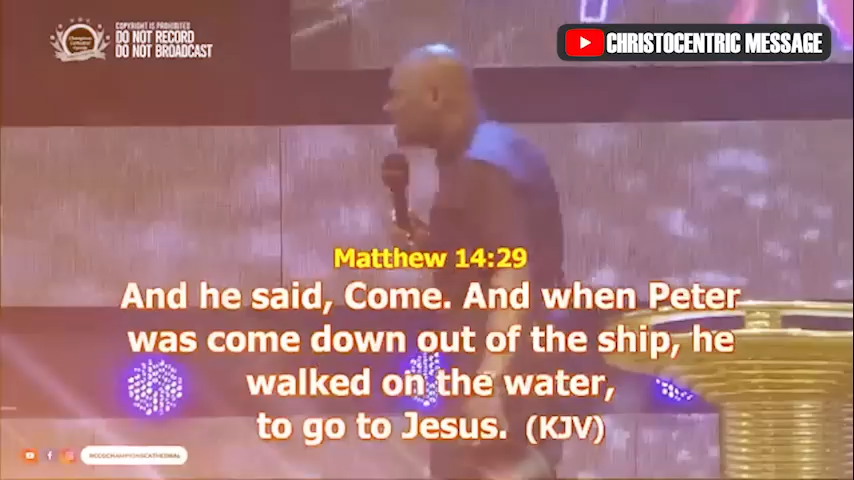 COPYRIGHT IS PROHIBITED
DO NOT RECORD
DO NOT BROADCAST
CHRISTOCENTRIC MESSAGE
Matthew 14:29
And he said, Come. And when Peter
was come down out of the ship, he
walked on the water,
to go to Jesus. (KJV)